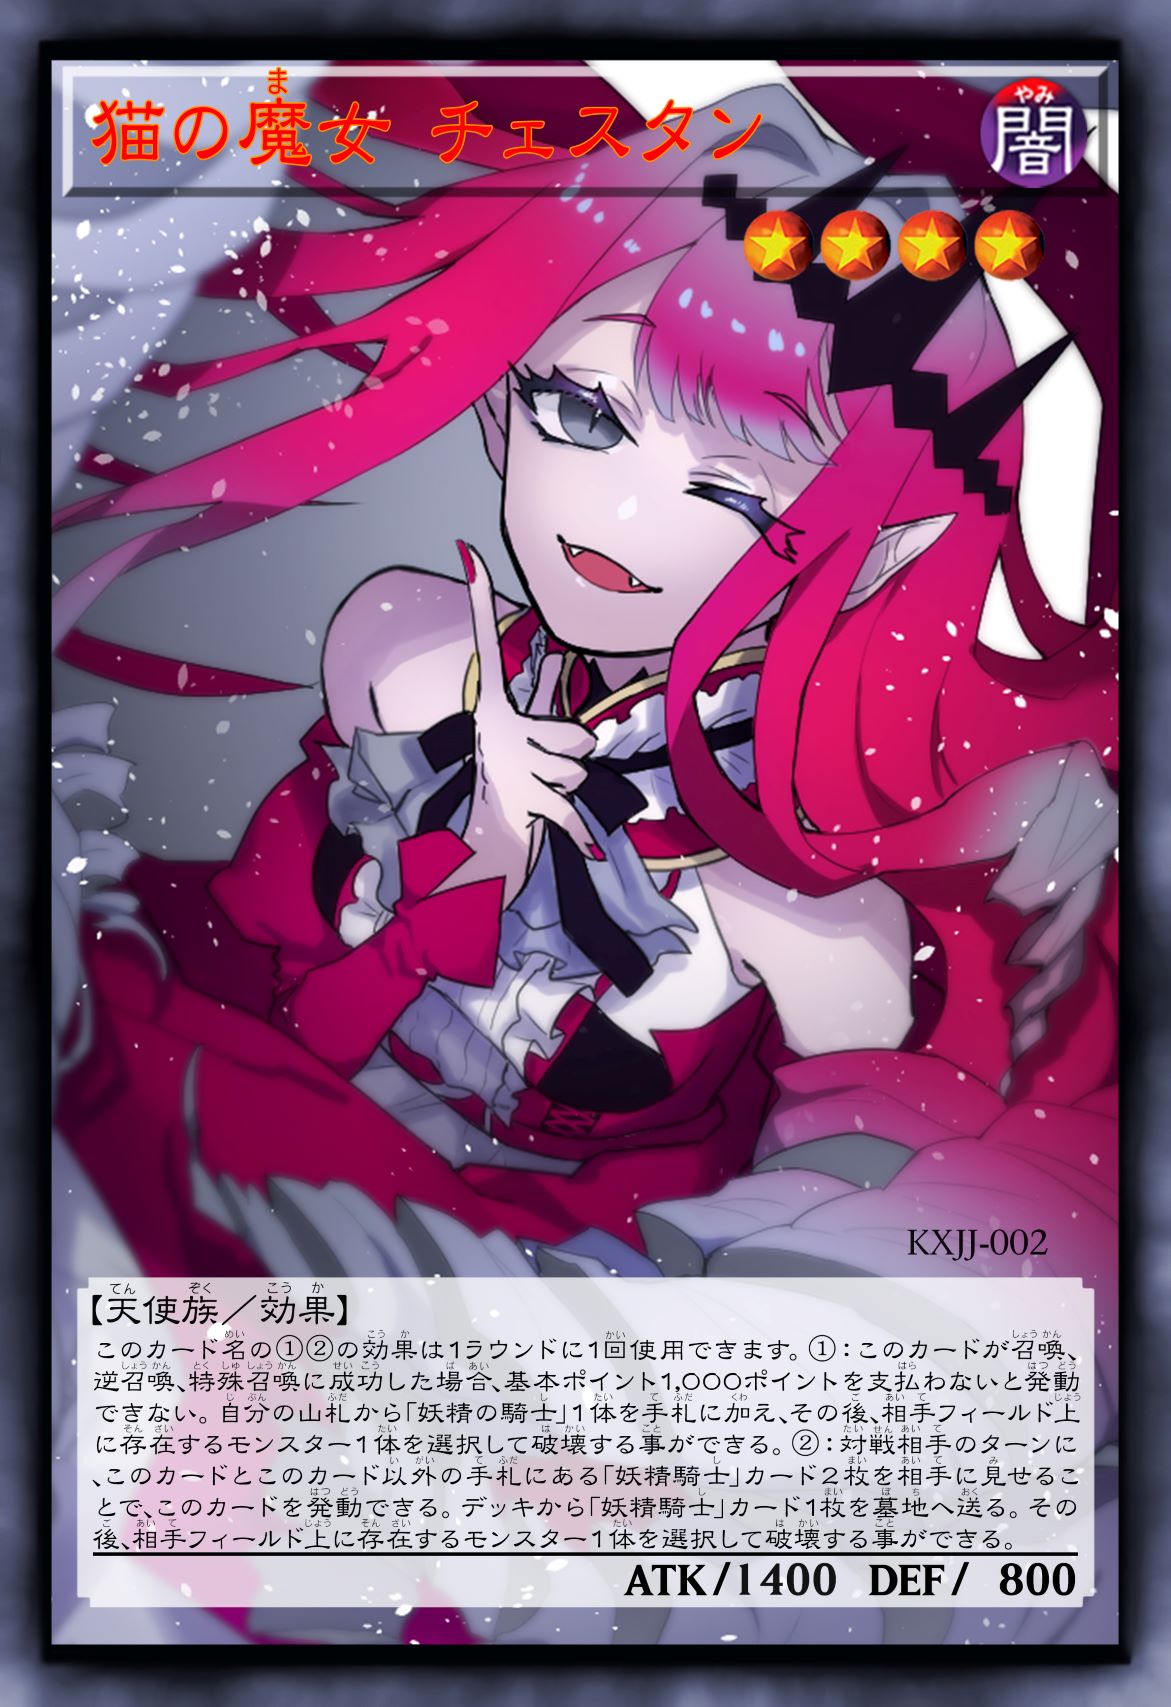 猫の魔女 チェスタン
闇
KXJJ-002
【天使族／効果】
このカード名の①②の効果は1ラウンドに1回使用できます。①：このカードが召喚、
逆召喚、特殊召喚に成功した場合、基本ポイント1,000ポイントを支払わないと発動
できない。自分の山札から「妖精の騎士」1体を手札に加え、その後、相手フィールド上
に存在するモンスター1体を選択して破壊する事ができる。②：対戦相手のターンに
、このカードとこのカード以外の手札にある「妖精騎士」カード2枚を相手に見せるこ
とで、このカードを発動できる。デッキから「妖精騎士」カード1枚を墓地へ送る。その
後、相手フィールド上に存在するモンスター1体を選択して破壊する事ができる。
ATK/1400 DEF/ 800